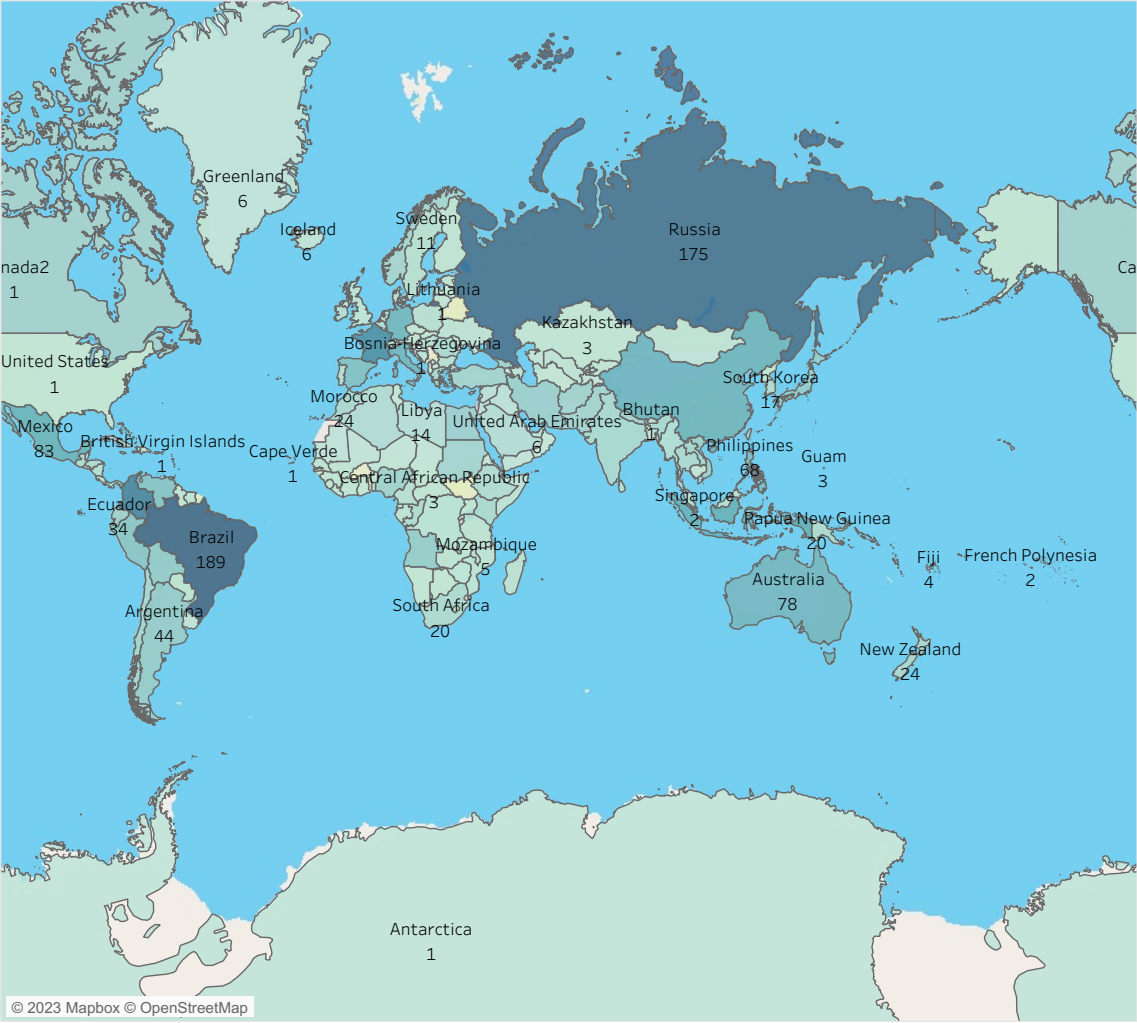 Greenland
6
Iceland
6
Sweden
11
Russia
175
nada2
1
Ca
Lithuania
1
Kazakhstan
3
Bosnia-Herzegovina
1
United States
1
South Korea
17
Morocco
24
Libya
14
United Arab Emirates
6
Bhutan
1
Mexico
83
British Virgin Islands
1
Cape Verde
1
Philippines
68
Guam
3
Central African Republic
3
Ecuador
34
Singapore
2
Papua New Guinea
20
Brazil
189
Mozambique
5
Fiji
4
French Polynesia
2
Australia
78
Argentina
44
South Africa
20
New Zealand
24
Antarctica
1
© 2023 Mapbox © OpenStreetMap